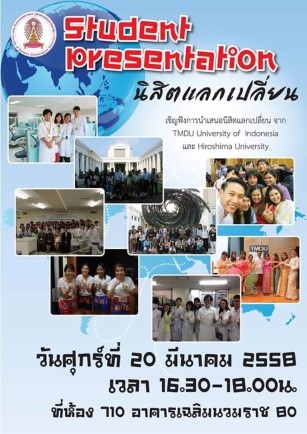 Student
presentation
นิสิตแลกเปลี่ยน
เชิญฟังการนำเสนอนิสิตแลกเปลี่ยน จาก
TMDU University of Indonesia
และ Hiroshima University
TMDU
วันศุกร์ที่ 20 มีนาคม 2558
เวลา 16.30-18.00น.
ที่ห้อง 710 อาคารเฉลิมนวมราช 80